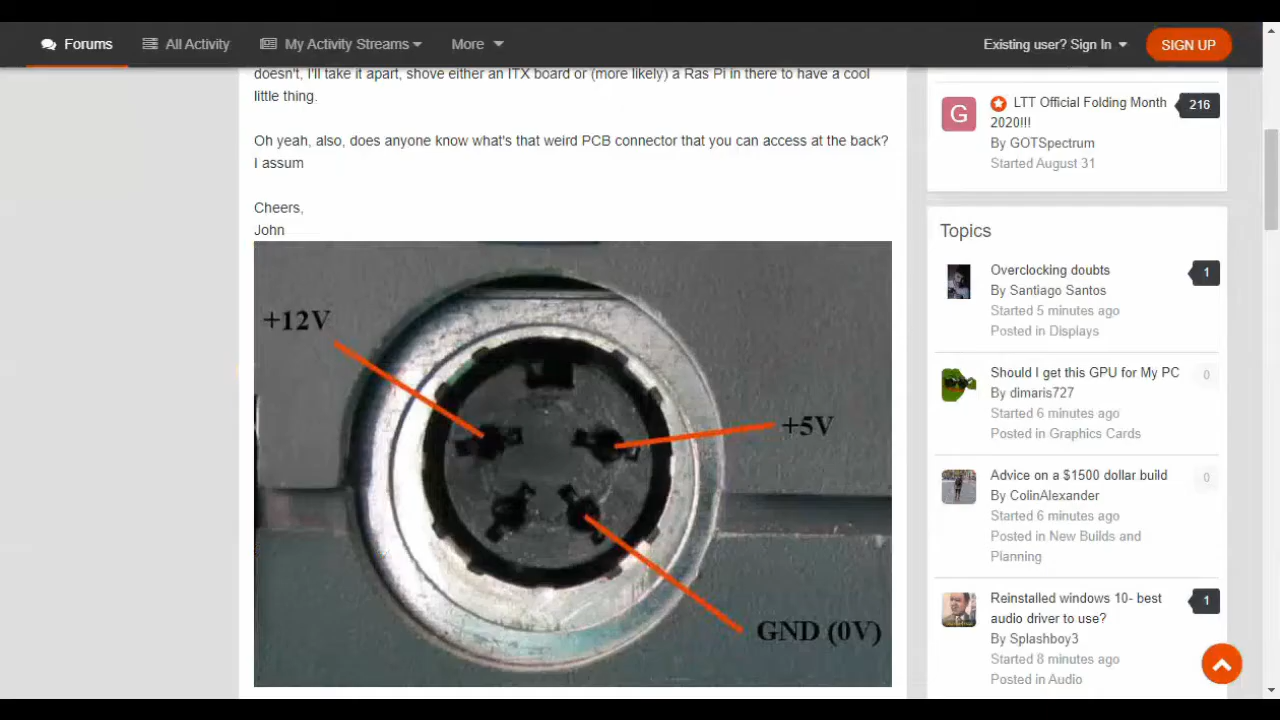 Forums
All Activity
My Activity Streams
More
Existing user? Sign In
SIGN UP
doesn't, I'll take it apart, shove either an ITX board or (more likely) a Ras Pi in there to have a cool
little thing.
Oh yeah, also, does anyone know what's that weird PCB connector that you can access at the back?
I assum
Cheers,
John
+12V
+5V
GND (0V)
G
LTT Official Folding Month
2020!!!
216
By GOTSpectrum
Started August 31
Topics
Overclocking doubts
1
By Santiago Santos
Started 5 minutes ago
Posted in Displays
Should I get this GPU for My PC
0
By dimaris727
Started 6 minutes ago
Posted in Graphics Cards
Advice on a $1500 dollar build
0
By ColinAlexander
Started 6 minutes ago
Posted in New Builds and
Planning
Reinstalled windows 10- best
1
audio driver to use?
By Splashboy3
Started 8 minutes ago
Posted in Audio